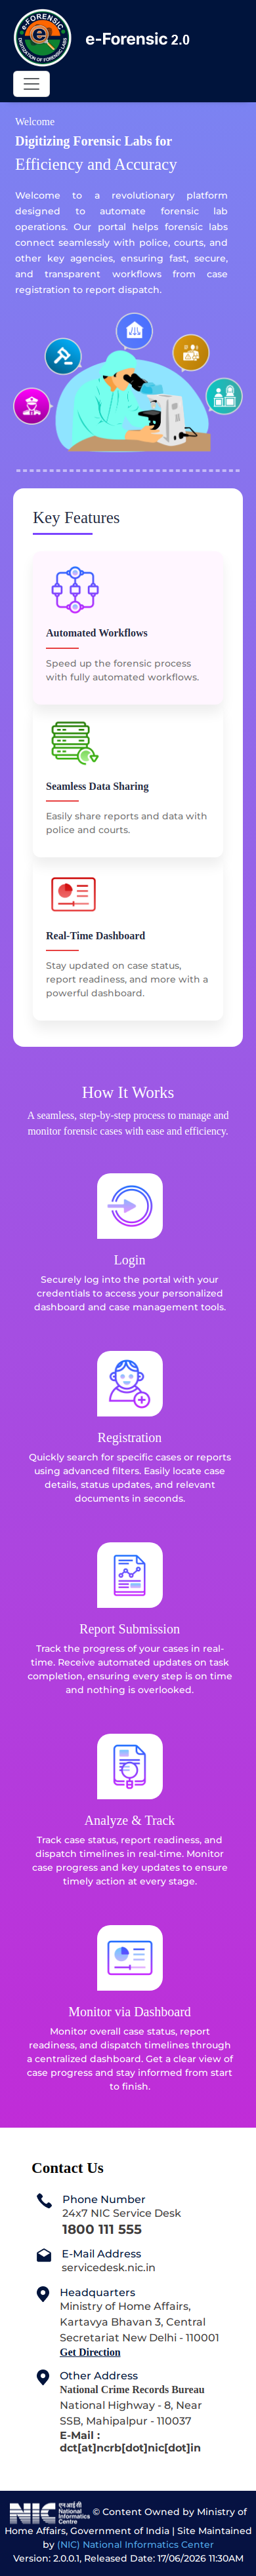 e-FORENSIC
DIGITIZATION OF FORENSIC LABS
e-Forensic 2.0
Welcome
Digitizing Forensic Labs for
Efficiency and Accuracy
Welcome to a revolutionary platform
designed to automate forensic lab
operations. Our portal helps forensic labs
connect seamlessly with police, courts, and
other key agencies, ensuring fast, secure,
and transparent workflows from case
registration to report dispatch.
Key Features
Automated Workflows
Speed up the forensic process
with fully automated workflows.
Seamless Data Sharing
Easily share reports and data with
police and courts.
Real-Time Dashboard
Stay updated on case status,
report readiness, and more with a
powerful dashboard.
How It Works
A seamless, step-by-step process to manage and
monitor forensic cases with ease and efficiency.
Login
Securely log into the portal with your
credentials to access your personalized
dashboard and case management tools.
Registration
Quickly search for specific cases or reports
using advanced filters. Easily locate case
details, status updates, and relevant
documents in seconds.
Report Submission
Track the progress of your cases in real-
time. Receive automated updates on task
completion, ensuring every step is on time
and nothing is overlooked.
Analyze & Track
Track case status, report readiness, and
dispatch timelines in real-time. Monitor
case progress and key updates to ensure
timely action at every stage.
Monitor via Dashboard
Monitor overall case status, report
readiness, and dispatch timelines through
a centralized dashboard. Get a clear view of
case progress and stay informed from start
to finish.
Contact Us
Phone Number
24x7 NIC Service Desk
1800 111 555
E-Mail Address
servicedesk.nic.in
Headquarters
Ministry of Home Affairs,
Kartavya Bhavan 3, Central
Secretariat New Delhi - 110001
Get Direction
Other Address
National Crime Records Bureau
National Highway - 8, Near
SSB, Mahipalpur - 110037
E-Mail :
dct[at]ncrb[dot]nic[dot]in
NIC एन.आई.सी. National Informatics Centre © Content Owned by Ministry of
Home Affairs, Government of India | Site Maintained
by (NIC) National Informatics Center
Version: 2.0.0.1, Released Date: 17/06/2026 11:30AM